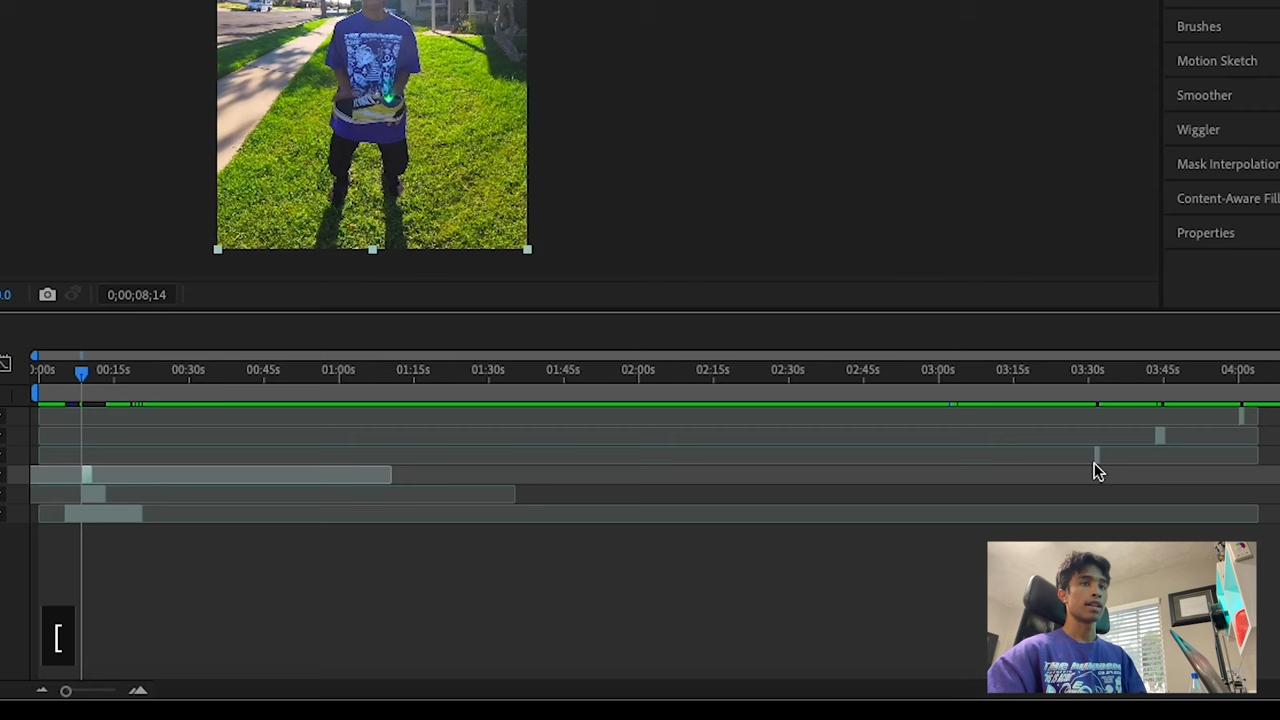 Brushes
Motion Sketch
Smoother
Wiggler
Mask Interpolation
Content-Aware Fill
Properties
0.0
0;00;08;14
0:00s 00:15s 00:30s 00:45s 01:00s 01:15s 01:30s 01:45s 02:00s 02:15s 02:30s 02:45s 03:00s 03:15s 03:30s 03:45s 04:00s
[